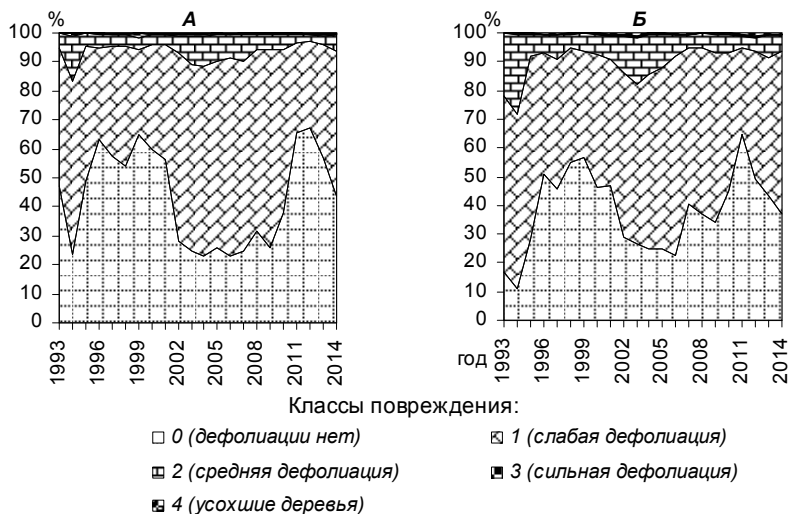 % А % Б
100 100
90 90
80 80
70 70
60 60
50 50
40 40
30 30
20 20
10 10
0 0
1993 1996 1999 2002 2005 2008 2011 2014 год 1993 1996 1999 2002 2005 2008 2011 2014
Классы повреждения:
0 (дефолиации нет) 1 (слабая дефолиация)
2 (средняя дефолиация) 3 (сильная дефолиация)
4 (усохшие деревья)